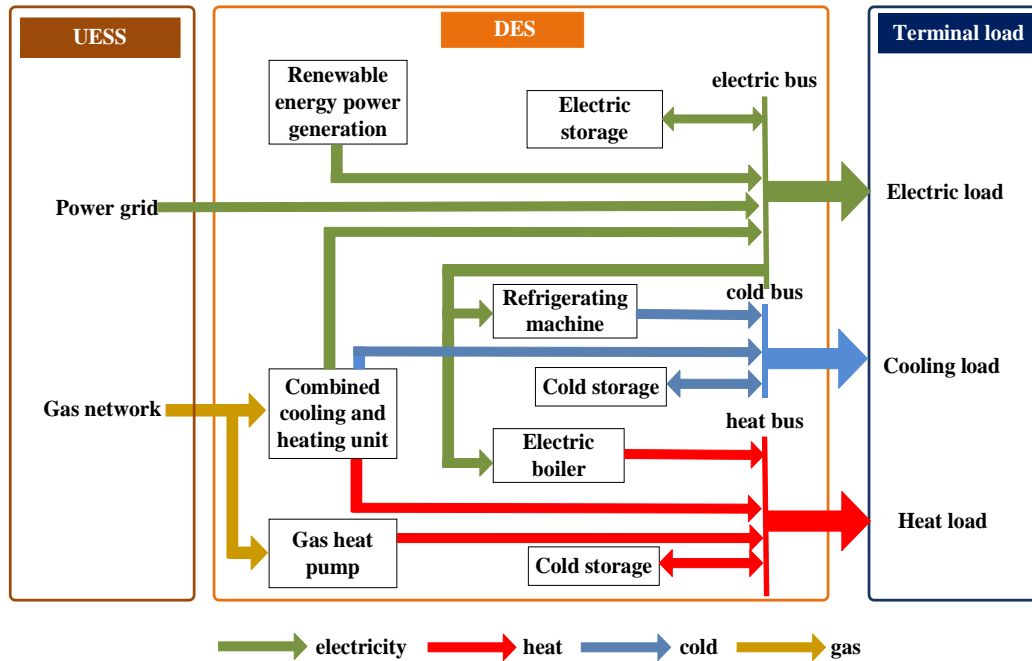 UESS
DES
Terminal load
Renewable
energy power
generation
Electric
storage
electric bus
Power grid
Electric load
Refrigerating
machine
cold bus
Combined
cooling and
heating unit
Cold storage
Cooling load
Gas network
heat bus
Electric
boiler
Gas heat
pump
Cold storage
Heat load
electricity
heat
cold
gas